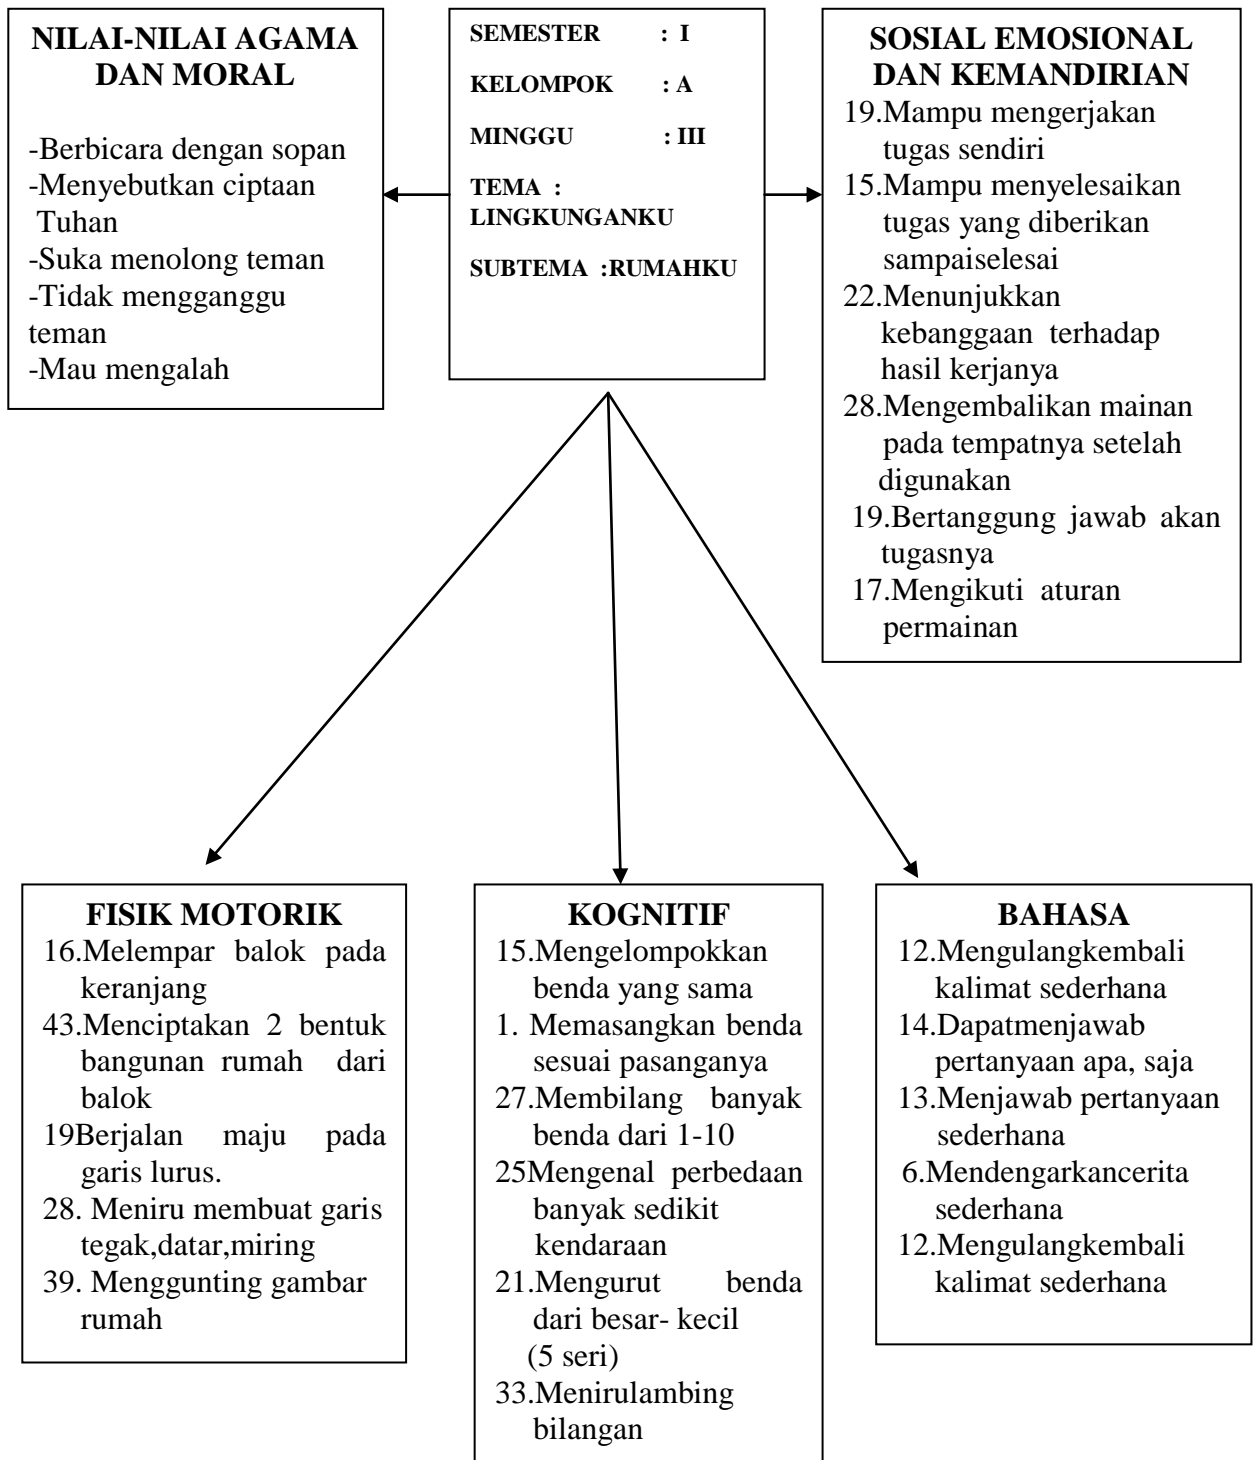 NILAI-NILAI AGAMA
DAN MORAL
-Berbicara dengan sopan
-Menyebutkan ciptaan
Tuhan
-Suka menolong teman
-Tidak mengganggu
teman
-Mau mengalah
SEMESTER : I
KELOMPOK : A
MINGGU : III
TEMA :
LINGKUNGANKU
SUBTEMA :RUMAHKU
SOSIAL EMOSIONAL
DAN KEMANDIRIAN
19.Mampu mengerjakan
tugas sendiri
15.Mampu menyelesaikan
tugas yang diberikan
sampaiselesai
22.Menunjukkan
kebanggaan terhadap
hasil kerjanya
28.Mengembalikan mainan
pada tempatnya setelah
digunakan
19.Bertanggung jawab akan
tugasnya
17.Mengikuti aturan
permainan
FISIK MOTORIK
16.Melempar balok pada
keranjang
43.Menciptakan 2 bentuk
bangunan rumah dari
balok
19Berjalan maju pada
garis lurus.
28. Meniru membuat garis
tegak,datar,miring
39. Menggunting gambar
rumah
KOGNITIF
15.Mengelompokkan
benda yang sama
1. Memasangkan benda
sesuai pasanganya
27.Membilang banyak
benda dari 1-10
25Mengenal perbedaan
banyak sedikit
kendaraan
21.Mengurut benda
dari besar- kecil
(5 seri)
33.Menirulambing
bilangan
BAHASA
12.Mengulangkembali
kalimat sederhana
14.Dapatmenjawab
pertanyaan apa, saja
13.Menjawab pertanyaan
sederhana
6.Mendengarkancerita
sederhana
12.Mengulangkembali
kalimat sederhana